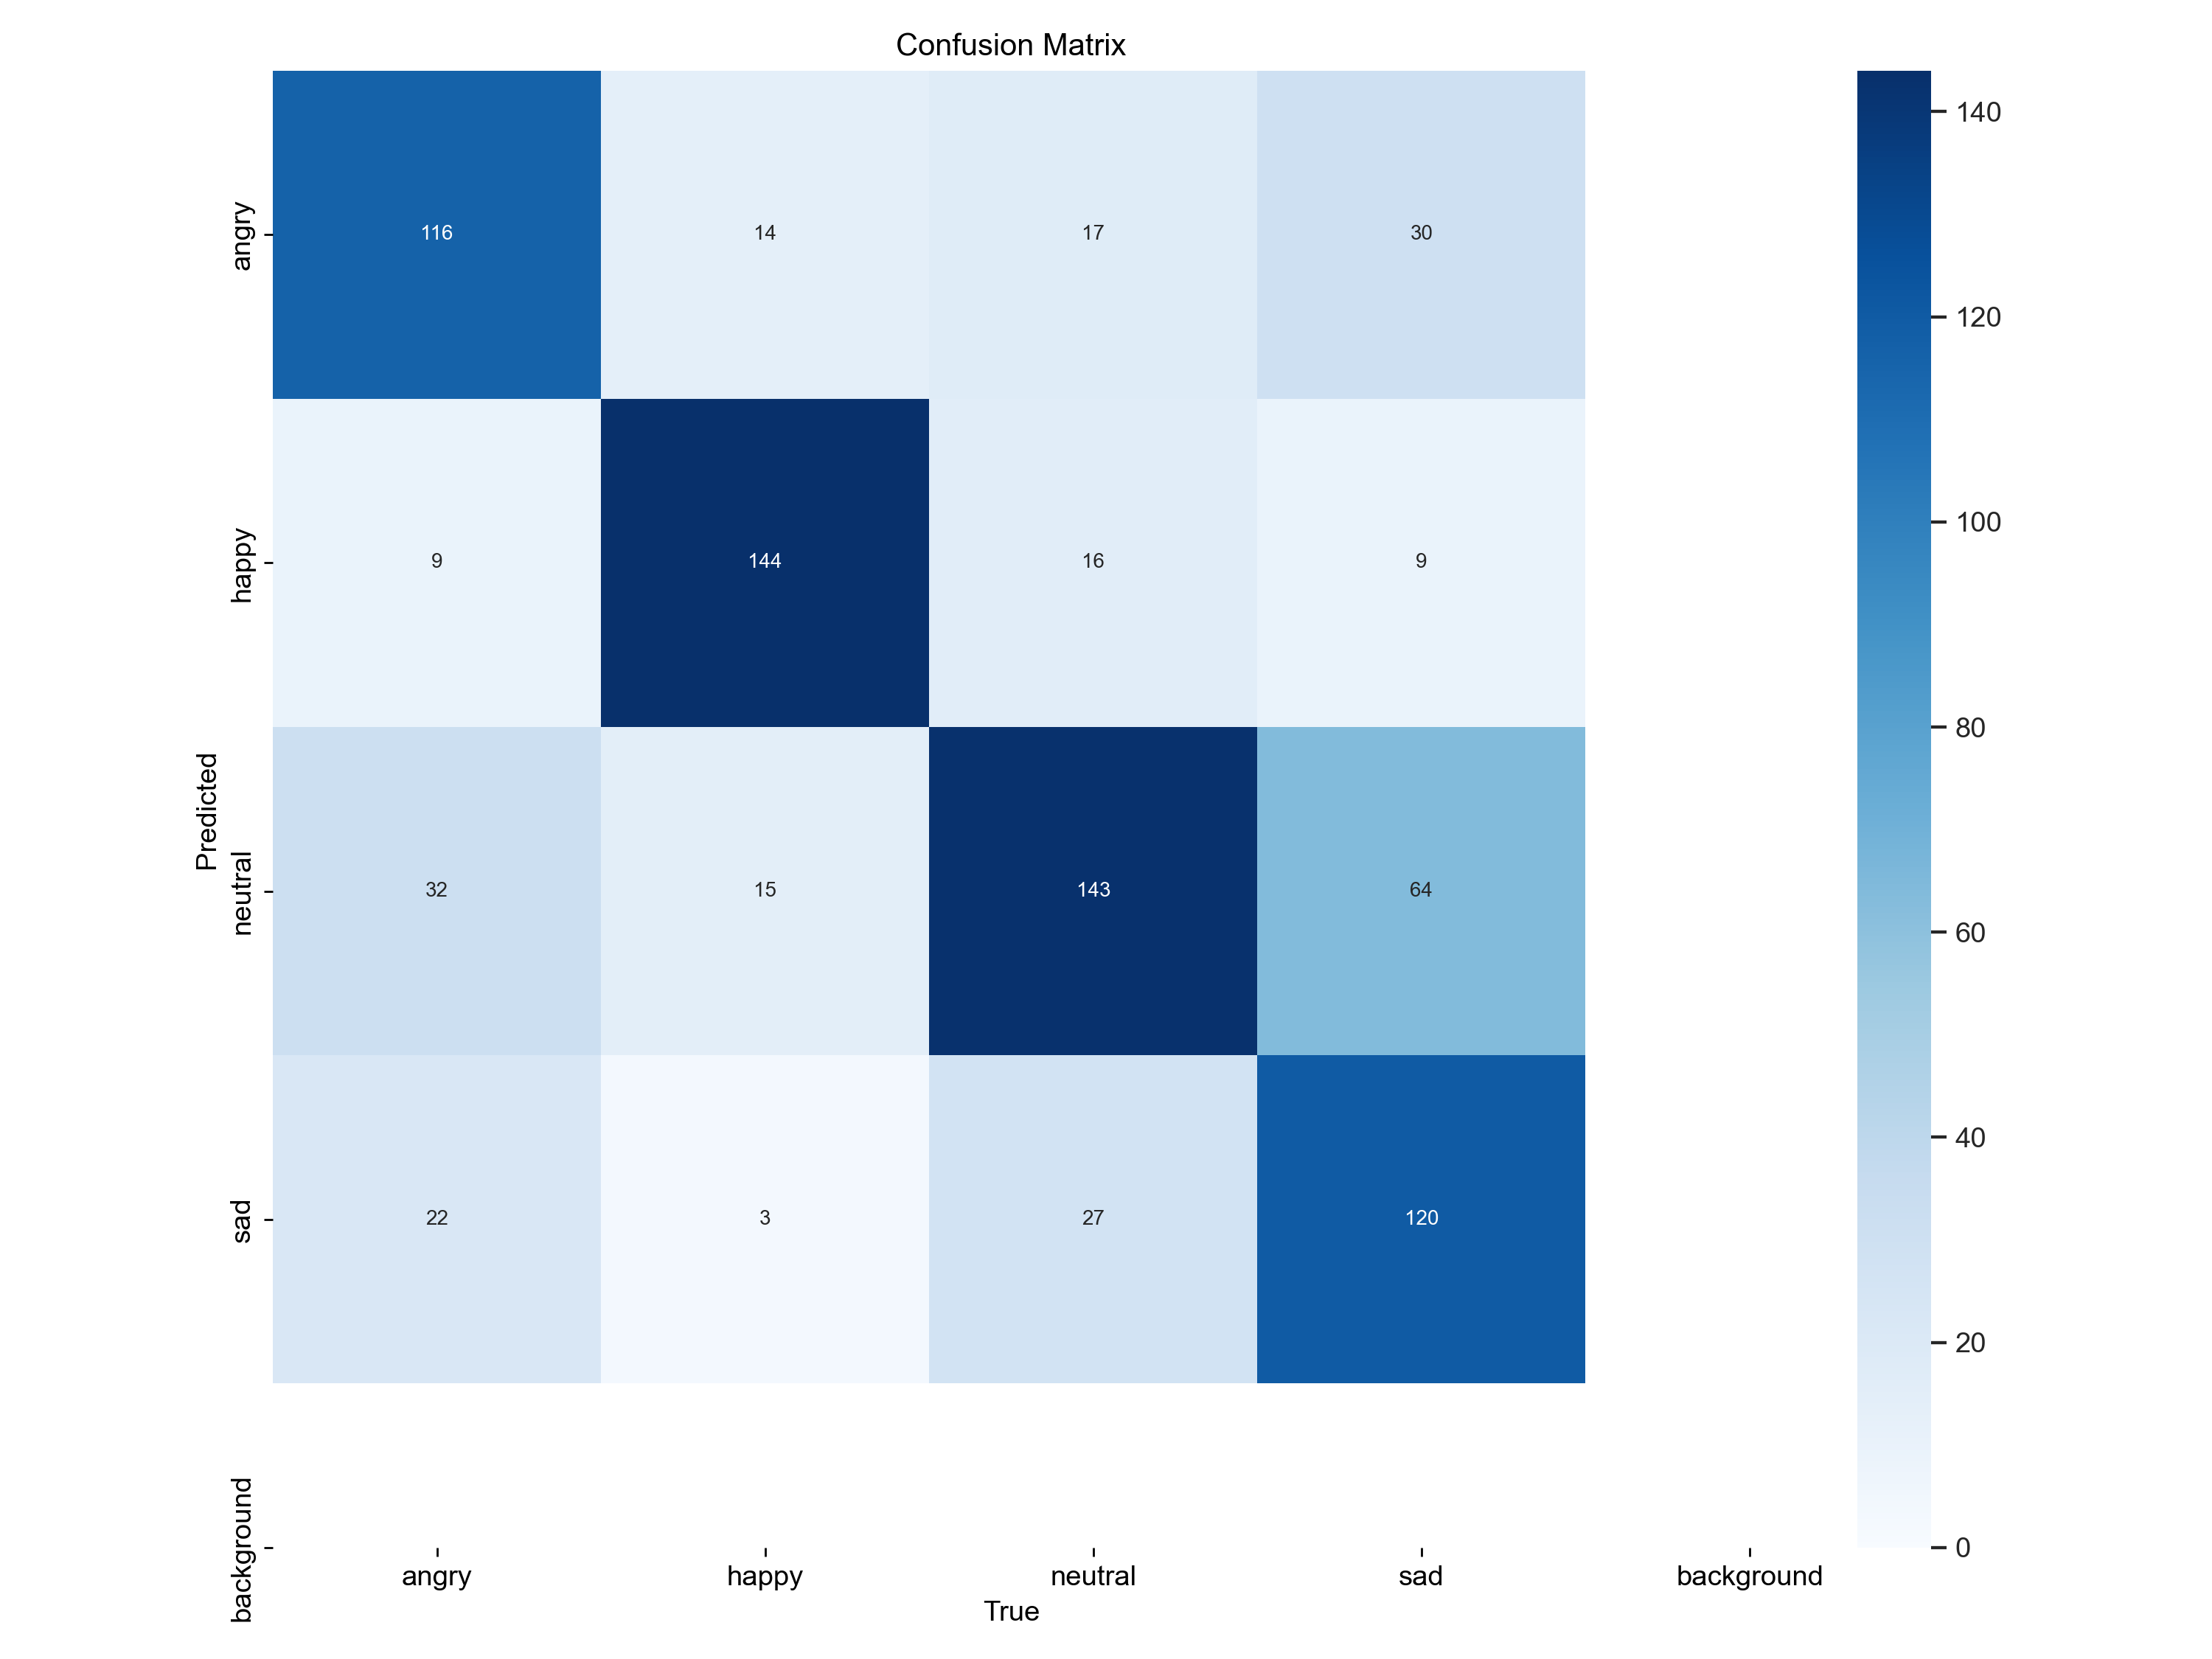 Confusion Matrix
angry
116 14 17 30
happy
9 144 16 9
Predicted
neutral
32 15 143 64
sad
22 3 27 120
background
angry happy neutral sad background
True
140
120
100
80
60
40
20
0